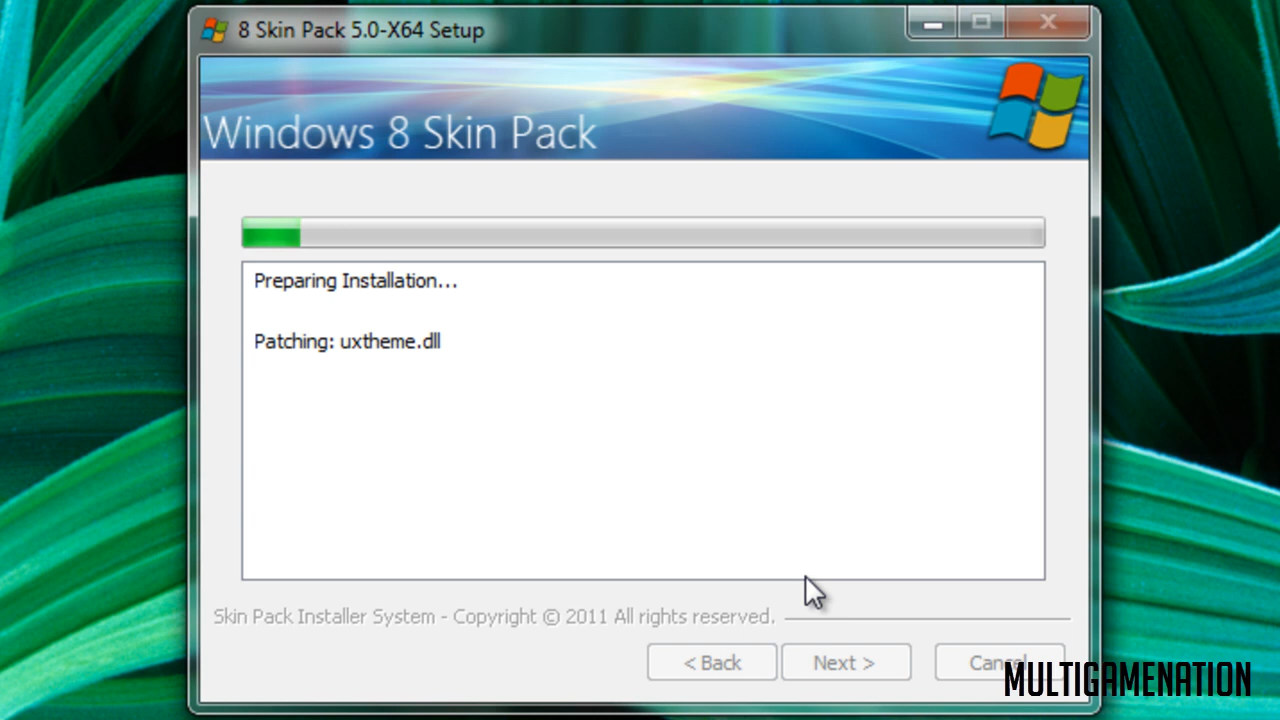 8 Skin Pack 5.0-X64 Setup
Windows 8 Skin Pack
Preparing Installation...
Patching: uxtheme.dll
Skin Pack Installer System - Copyright © 2011 All rights reserved.
< Back
Next >
Cancel
MULTIGAMENATION